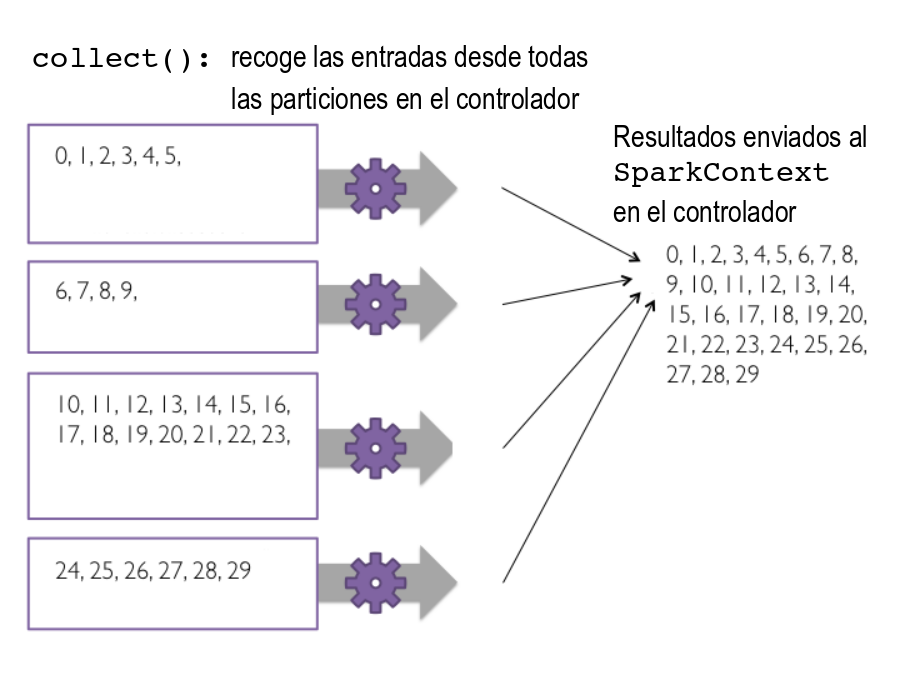 collect(): recoge las entradas desde todas
las particiones en el controlador
0, 1, 2, 3, 4, 5,
6, 7, 8, 9,
10, 11, 12, 13, 14, 15, 16,
17, 18, 19, 20, 21, 22, 23,
24, 25, 26, 27, 28, 29
Resultados enviados al
SparkContext
en el controlador
0, 1, 2, 3, 4, 5, 6, 7, 8,
9, 10, 11, 12, 13, 14,
15, 16, 17, 18, 19, 20,
21, 22, 23, 24, 25, 26,
27, 28, 29